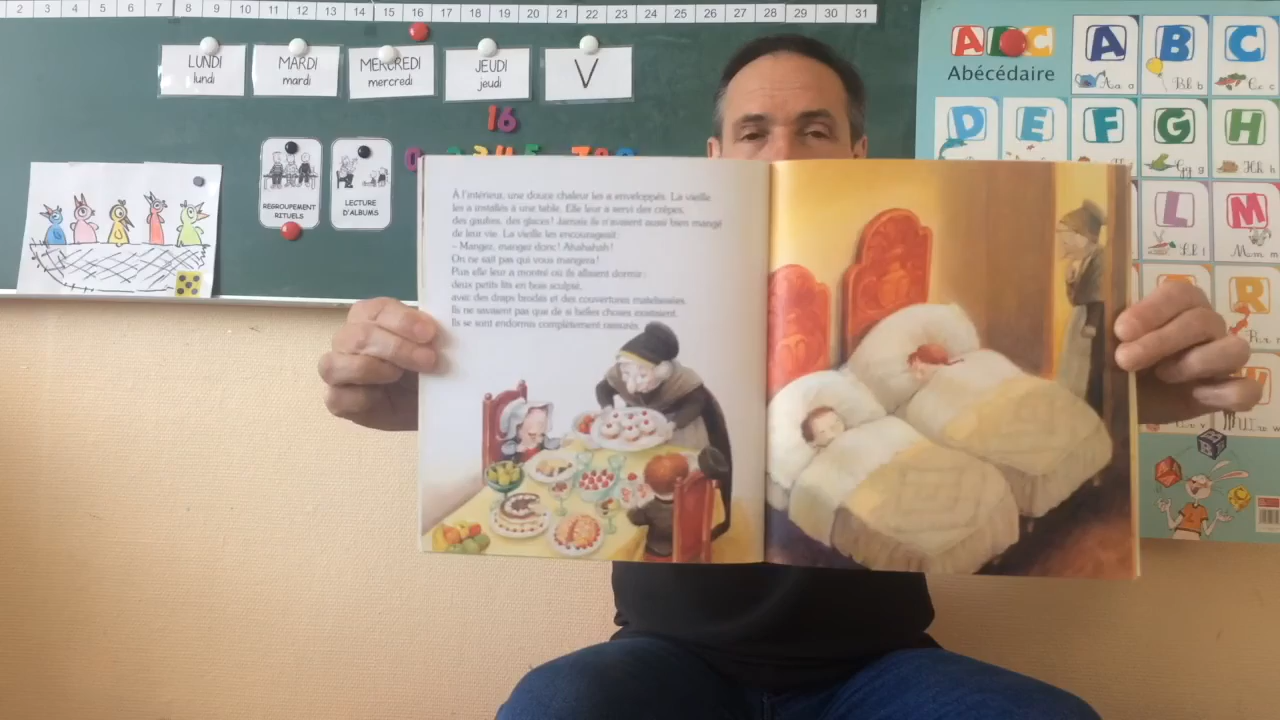 2 3 4 5 6 7 8 9 10 11 12 13 14 15 16 17 18 19 20 21 22 23 24 25 26 27 28 29 30 31
LUNDI
lundi
MARDI
mardi
MERCREDI
mercredi
JEUDI
jeudi
V
16
REGROUPEMENT
RITUELS
LECTURE
D'ALBUMS
À l'intérieur, une douce chaleur les a enveloppés. La vieille
les a installés à une table. Elle leur a servi des crêpes,
des gaufres, des glaces! Jamais ils n'avaient aussi bien mangé
de leur vie. La vieille les encourageait:
– Mangez, mangez donc! Ahahahah!
On ne sait pas qui vous mangera!
Puis elle leur a montré où ils allaient dormir:
deux petits lits en bois sculpté,
avec des draps brodés et des couvertures matelassées.
Ils ne savaient pas que de si belles choses existaient.
Ils se sont endormis complètement rassurés.
ABC
Abécédaire
A
B
C
D
E
F
G
H
L
M
R